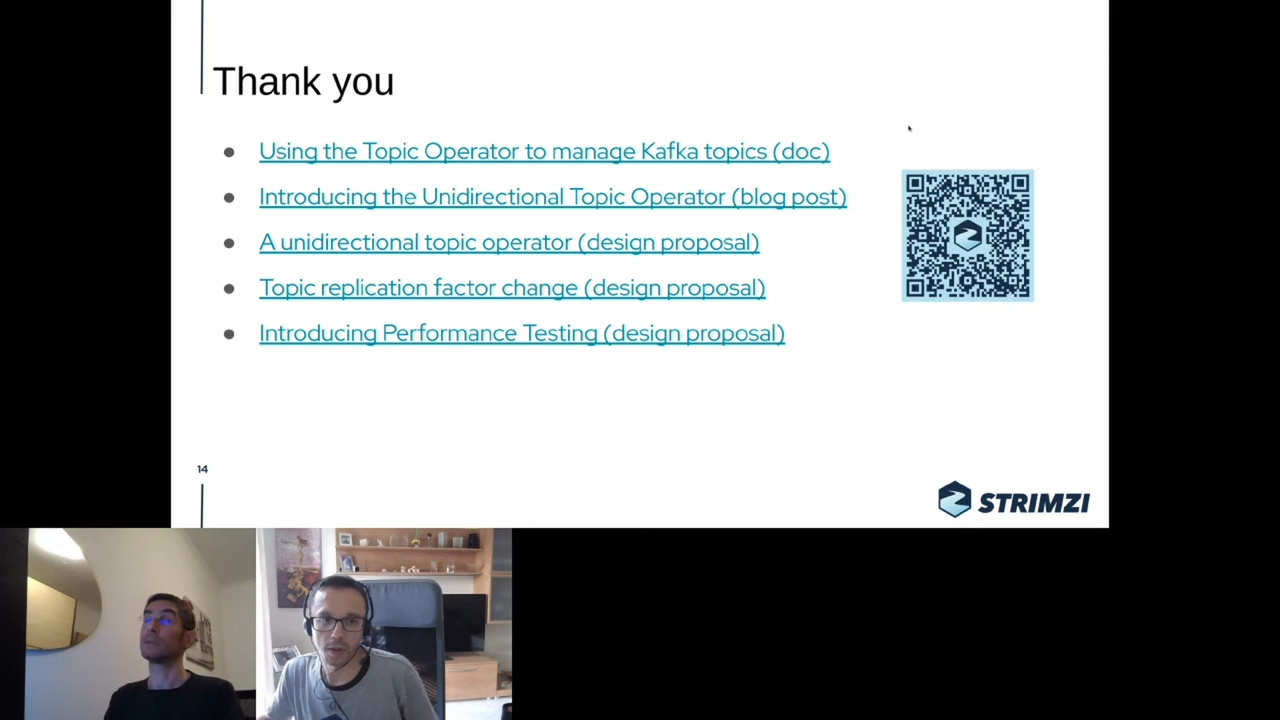 Thank you
Using the Topic Operator to manage Kafka topics (doc)
Introducing the Unidirectional Topic Operator (blog post)
A unidirectional topic operator (design proposal)
Topic replication factor change (design proposal)
Introducing Performance Testing (design proposal)
14
STRIMZI